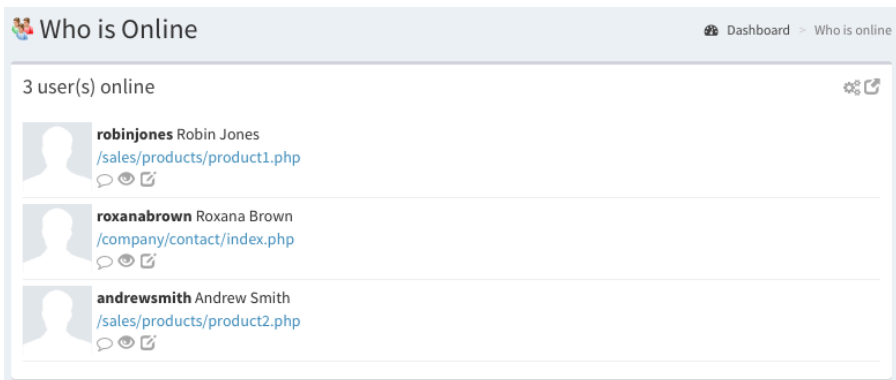 Who is Online
Dashboard > Who is online
3 user(s) online
robinjones Robin Jones
/sales/products/product1.php
roxanabrown Roxana Brown
/company/contact/index.php
andrewsmith Andrew Smith
/sales/products/product2.php